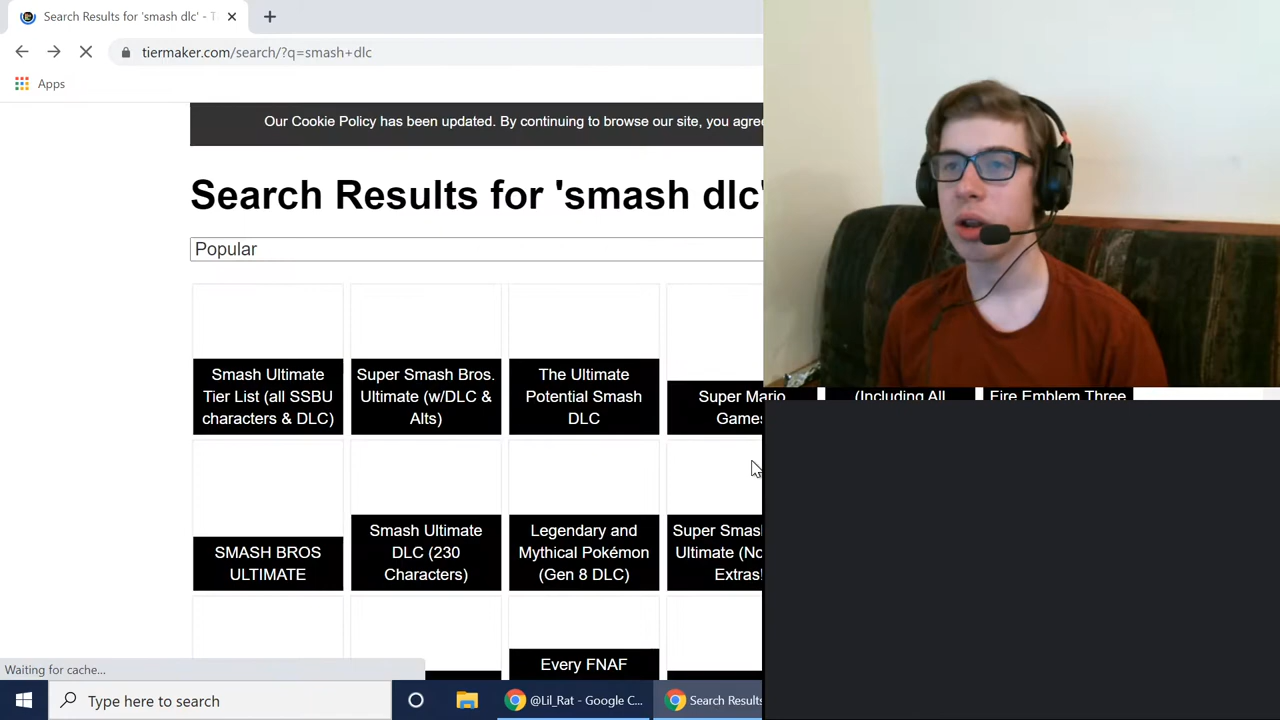 Search Results for 'smash dlc' - T
tiermaker.com/search/?q=smash+dlc
Apps
Our Cookie Policy has been updated. By continuing to browse our site, you agree
Search Results for 'smash dlc'
Popular
Smash Ultimate
Tier List (all SSBU
characters & DLC)
Super Smash Bros.
Ultimate (w/DLC &
Alts)
The Ultimate
Potential Smash
DLC
Super Mario
Games
(Including All
Fire Emblem Three
SMASH BROS
ULTIMATE
Smash Ultimate
DLC (230
Characters)
Legendary and
Mythical Pokémon
(Gen 8 DLC)
Super Smas
Ultimate (No
Extras!
Every FNAF
Waiting for cache...
Type here to search
@Lil_Rat - Google C...
Search Results